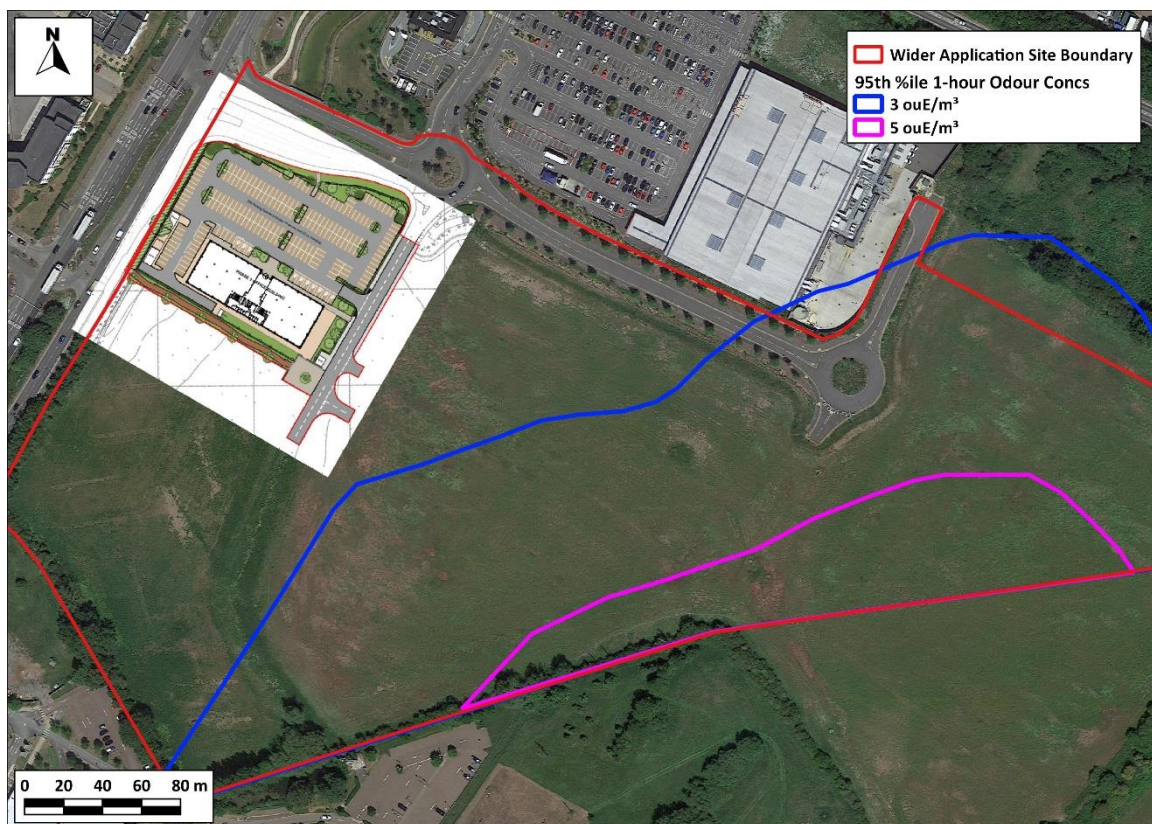 N
Wider Application Site Boundary
95th %ile 1-hour Odour Concs
3 ouE/m³
5 ouE/m³
0 20 40 60 80 m